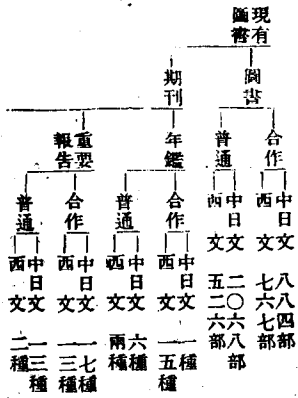 現有
圖書
圖書
合作
中日文 八八四部
西文 七六七部
普通
中日文 二〇六八部
西文 五二六部
期刊
年鑑
合作
中日文 一種
西文 一五種
普通
中日文 六種
西文 兩種
重要
報告
合作
中日文 一七種
西文 一三種
普通
中日文 一三種
西文 二種